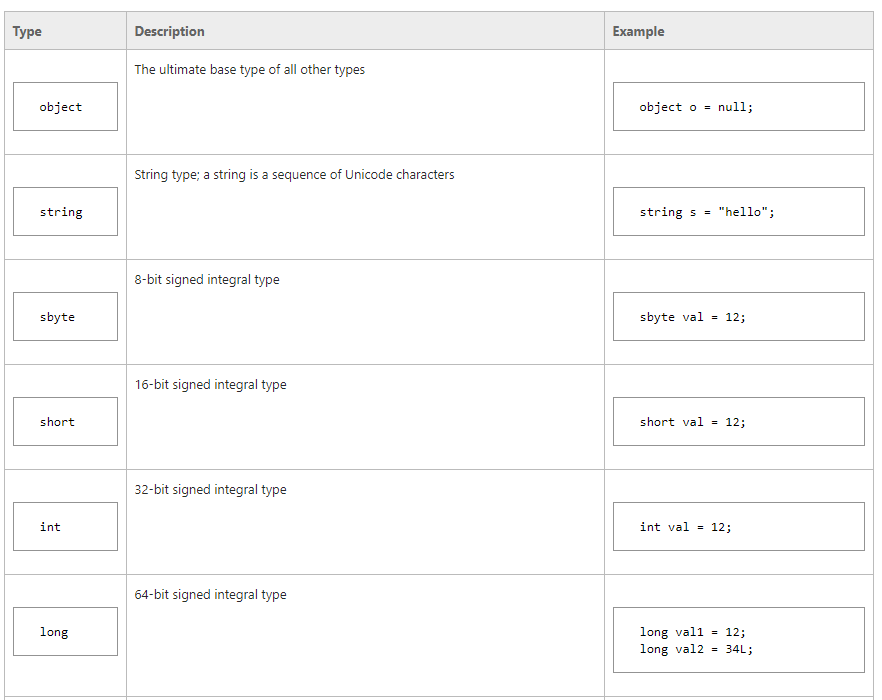 Type Description Example
The ultimate base type of all other types
object object o = null;
String type; a string is a sequence of Unicode characters
string string s = "hello";
8-bit signed integral type
sbyte sbyte val = 12;
16-bit signed integral type
short short val = 12;
32-bit signed integral type
int int val = 12;
64-bit signed integral type
long long val1 = 12;
long val2 = 34L;